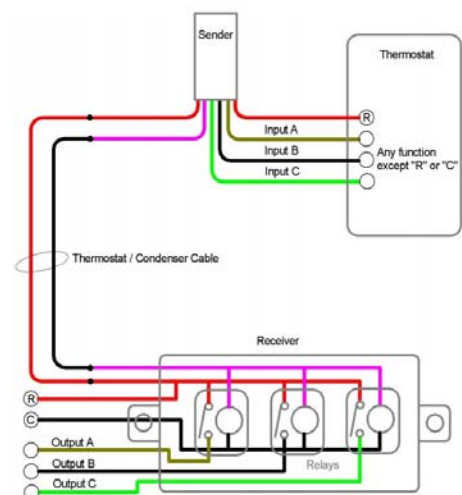 Sender
Thermostat
R
Input A
Input B
Any function
except "R" or "C"
Input C
Thermostat / Condenser Cable
Receiver
R
C
Output A
Output B
Relays
Output C